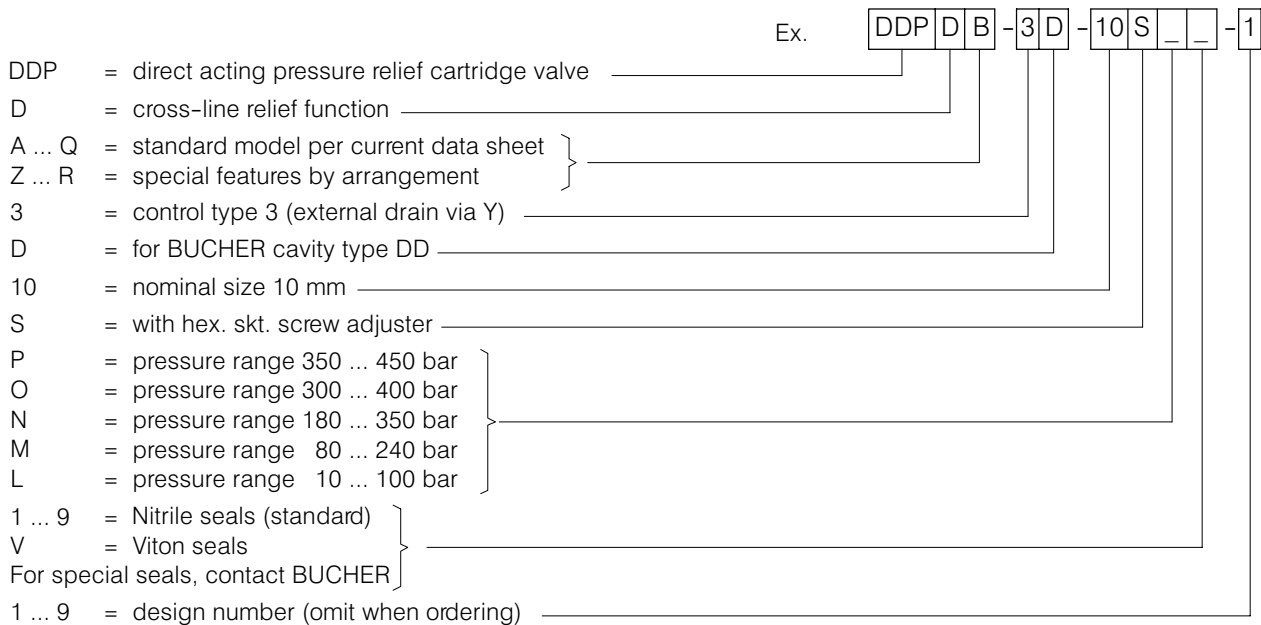 Ex. DDP D B - 3 D - 10 S _ _ - 1
DDP = direct acting pressure relief cartridge valve
D = cross-line relief function
A ... Q = standard model per current data sheet
Z ... R = special features by arrangement
3 = control type 3 (external drain via Y)
D = for BUCHER cavity type DD
10 = nominal size 10 mm
S = with hex. skt. screw adjuster
P = pressure range 350 ... 450 bar
O = pressure range 300 ... 400 bar
N = pressure range 180 ... 350 bar
M = pressure range 80 ... 240 bar
L = pressure range 10 ... 100 bar
1 ... 9 = Nitrile seals (standard)
V = Viton seals
For special seals, contact BUCHER
1 ... 9 = design number (omit when ordering)